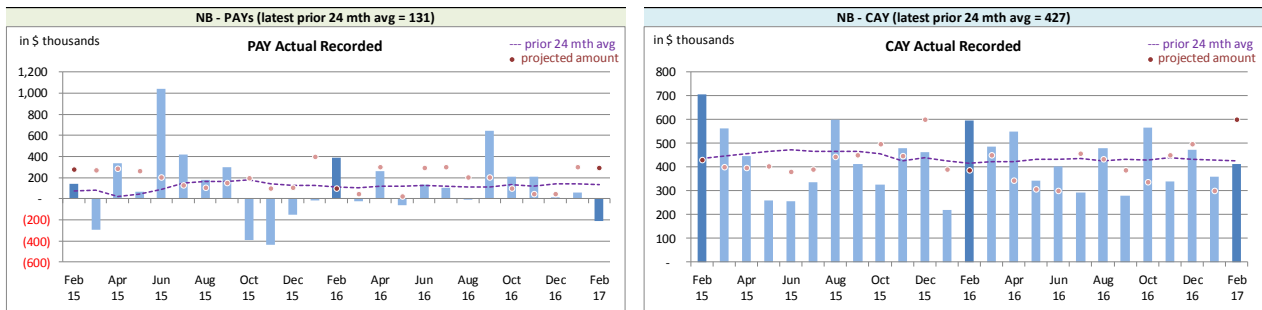 NB - PAYs (latest prior 24 mth avg = 131)
in $ thousands
PAY Actual Recorded
--- prior 24 mth avg
• projected amount
1,200
1,000
800
600
400
200
-
(200)
(400)
(600)
Feb 15 Apr 15 Jun 15 Aug 15 Oct 15 Dec 15 Feb 16 Apr 16 Jun 16 Aug 16 Oct 16 Dec 16 Feb 17
NB - CAY (latest prior 24 mth avg = 427)
in $ thousands
CAY Actual Recorded
--- prior 24 mth avg
• projected amount
800
700
600
500
400
300
200
100
-
Feb 15 Apr 15 Jun 15 Aug 15 Oct 15 Dec 15 Feb 16 Apr 16 Jun 16 Aug 16 Oct 16 Dec 16 Feb 17